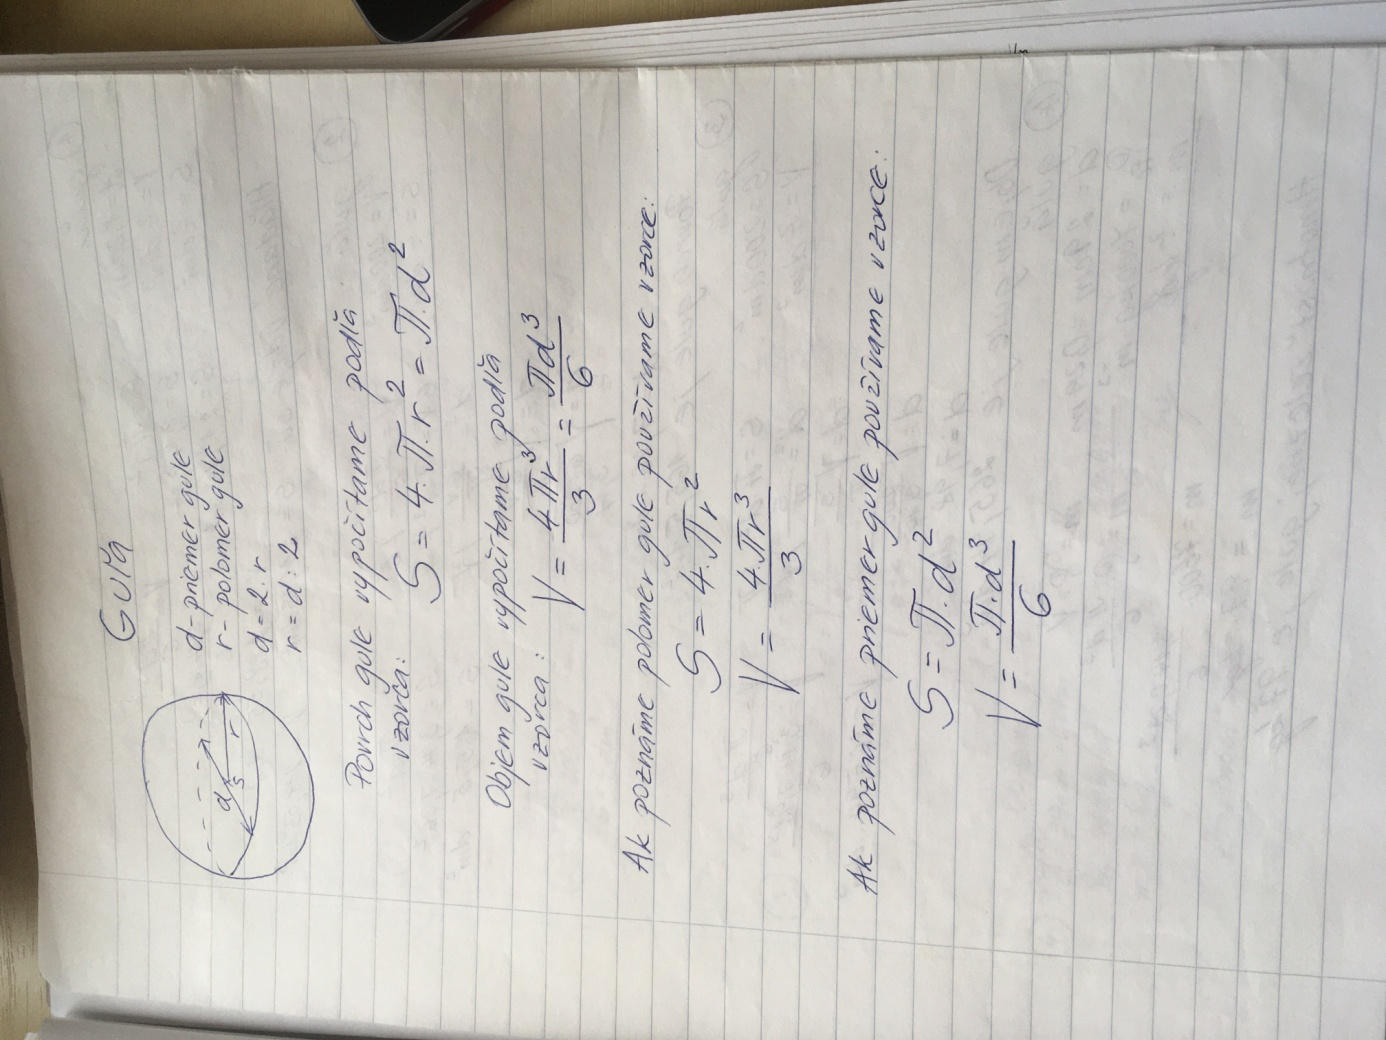 Guľa
d - priemer gule
r - polomer gule
d = 2 . r
r = d : 2
d
s
r
Povrch gule vypočítame podľa
vzorca:
S = 4 . π . r² = π . d²
Objem gule vypočítame podľa
vzorca:
V = 4πr³/3 = πd³/6
Ak poznáme polomer gule používame vzorce:
S = 4 . π r²
V = 4.πr³/3
Ak poznáme priemer gule používame vzorce:
S = π . d²
V = π.d³/6